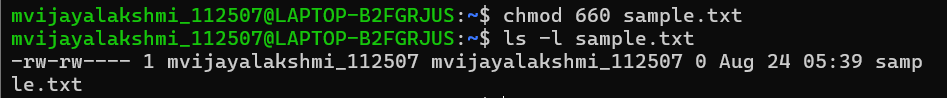 mvijayalakshmi_112507@LAPTOP-B2FGRJUS:~$ chmod 660 sample.txt
mvijayalakshmi_112507@LAPTOP-B2FGRJUS:~$ ls -l sample.txt
-rw-rw---- 1 mvijayalakshmi_112507 mvijayalakshmi_112507 0 Aug 24 05:39 samp
le.txt